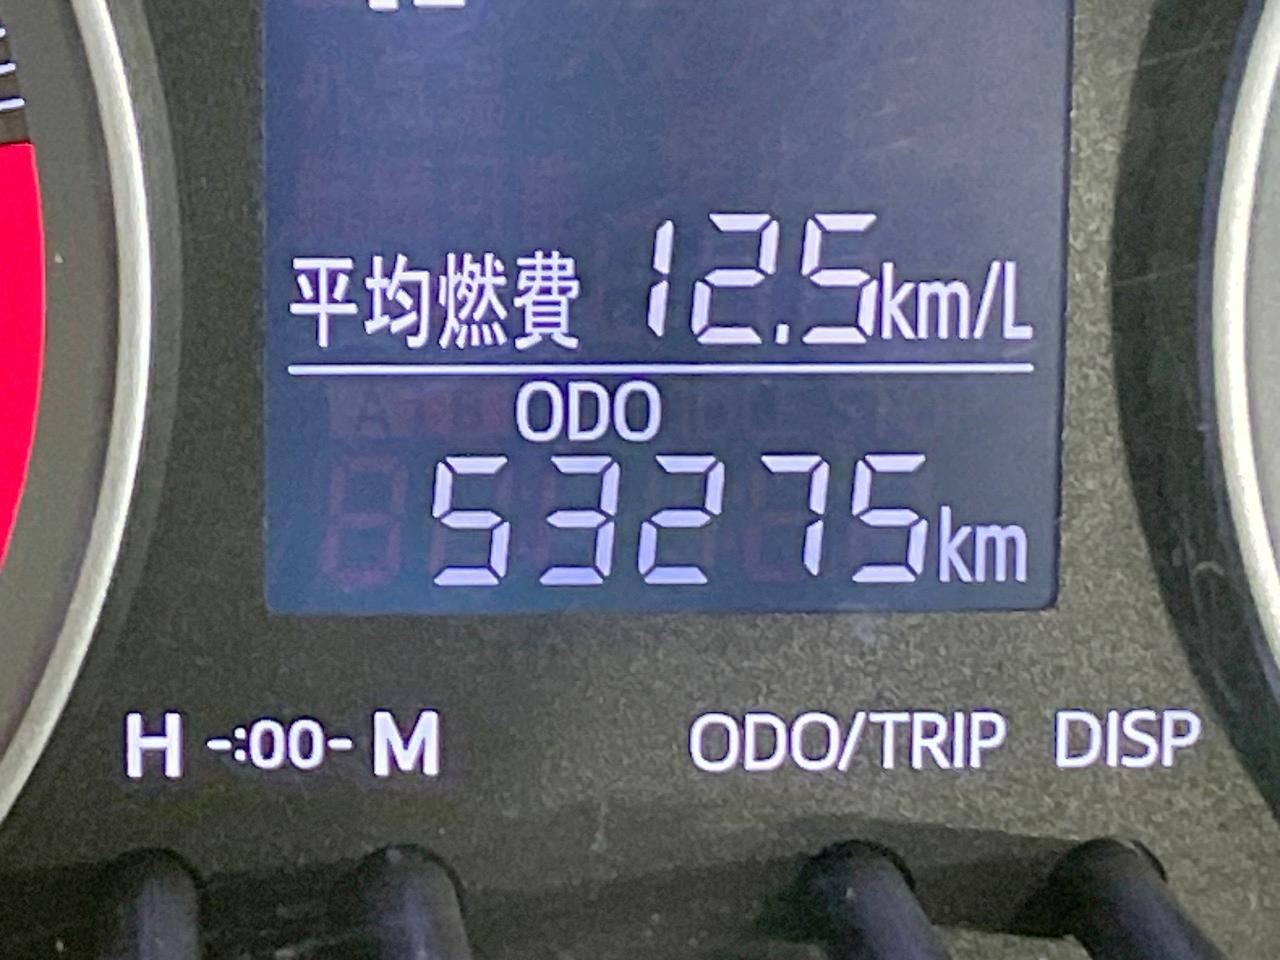 平均燃費 12.5km/L
ODO
53275km
H -:00- M ODO/TRIP DISP